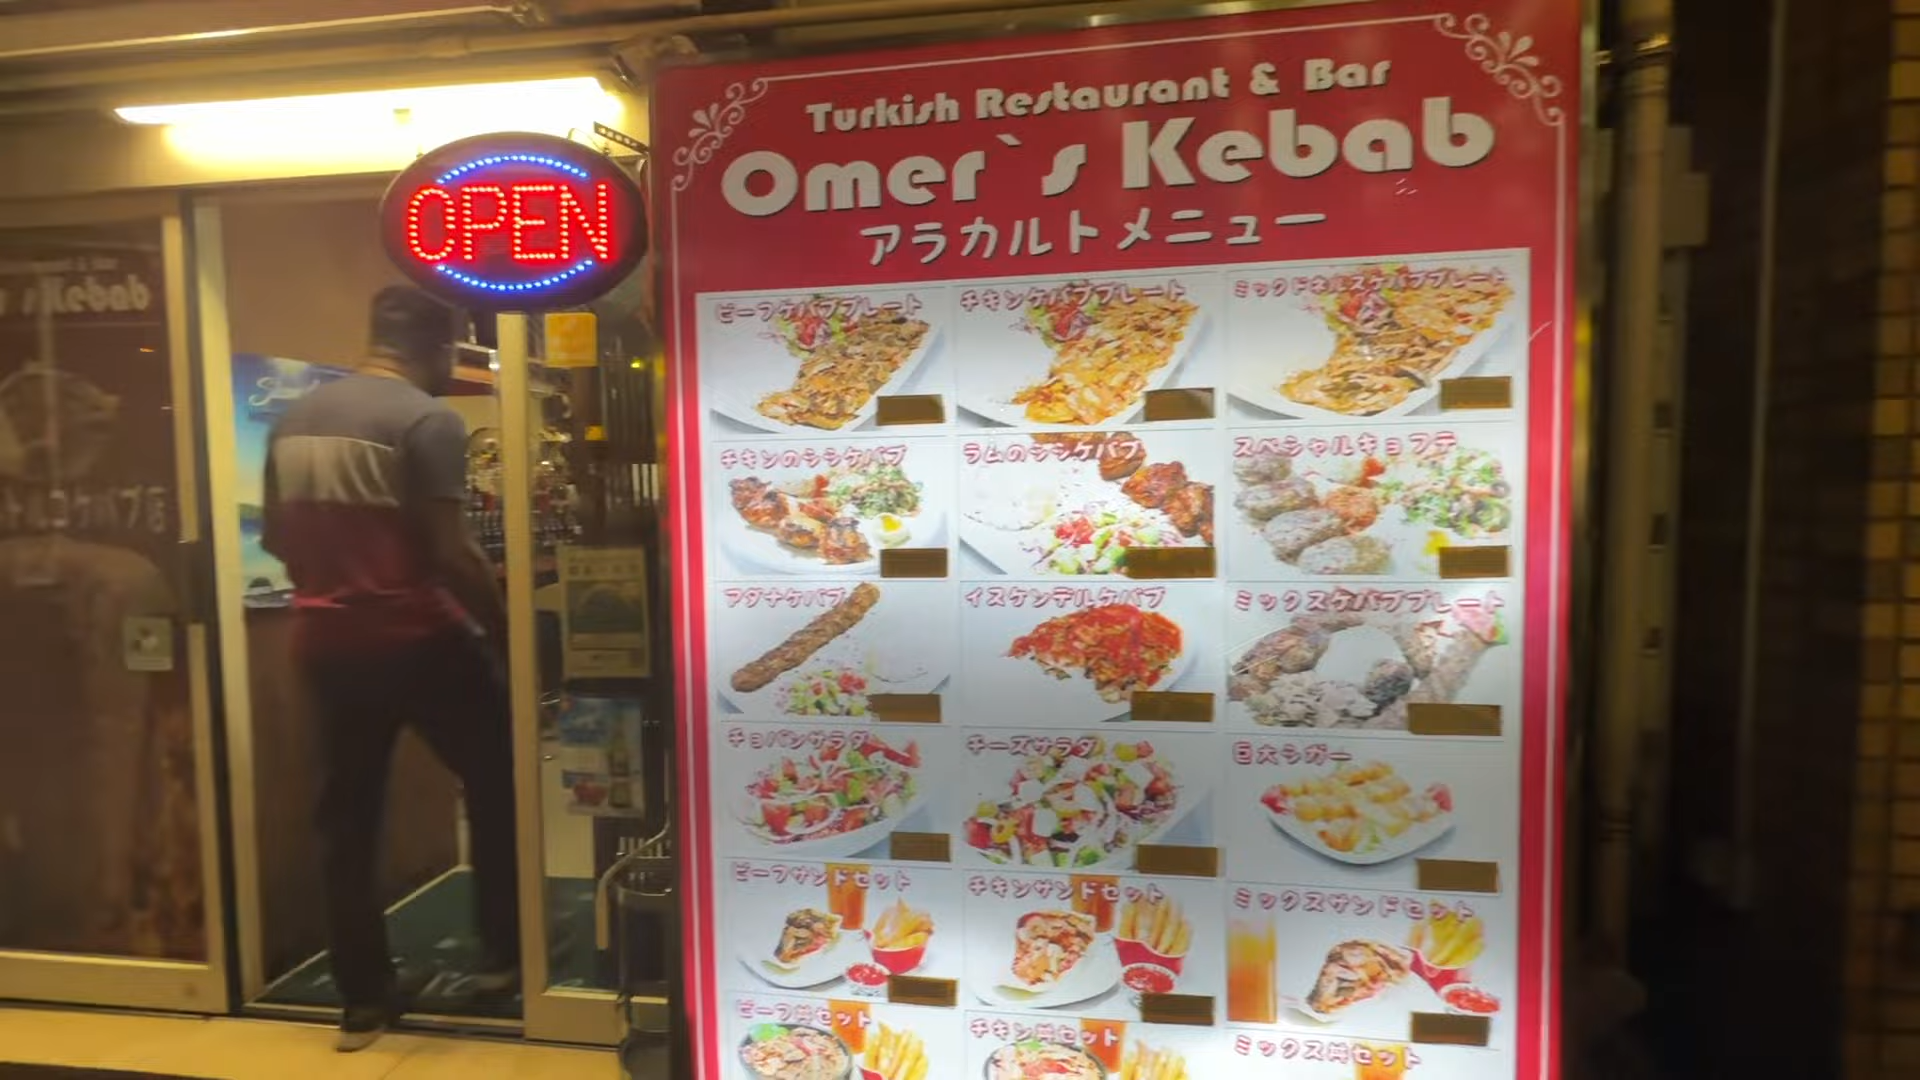 Turkish Restaurant & Bar
Omer`s Kebab
アラカルトメニュー
OPEN
s Kebab
ビーフケバブプレート
チキンケバブプレート
ミックドネルスケバブプレート
チキンのシシケバブ
ラムのシシケバブ
スペシャルキョフテ
アダナケバブ
イスケンデルケバブ
ミックスケバブプレート
チョバンサラダ
チーズサラダ
巨大シガー
ビーフサンドセット
チキンサンドセット
ミックスサンドセット
ビーフ丼セット
チキン丼セット
ミックス丼セット